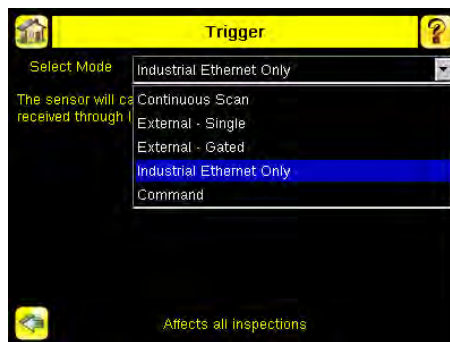 Trigger
?
Select Mode
Industrial Ethernet Only
The sensor will ca
received through I
Continuous Scan
External - Single
External - Gated
Industrial Ethernet Only
Command
Affects all inspections